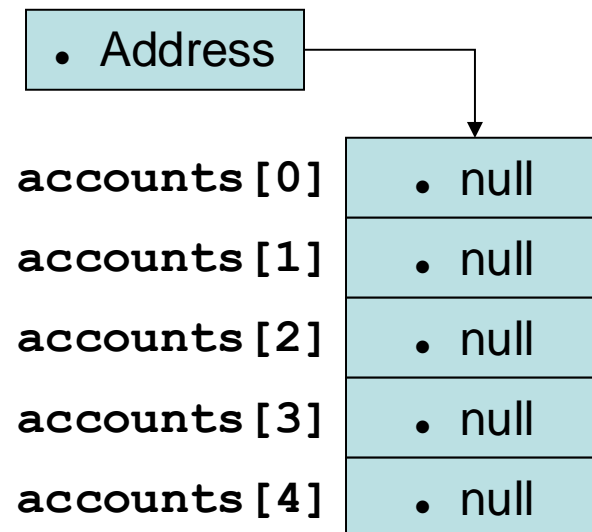 • Address
accounts[0] • null
accounts[1] • null
accounts[2] • null
accounts[3] • null
accounts[4] • null